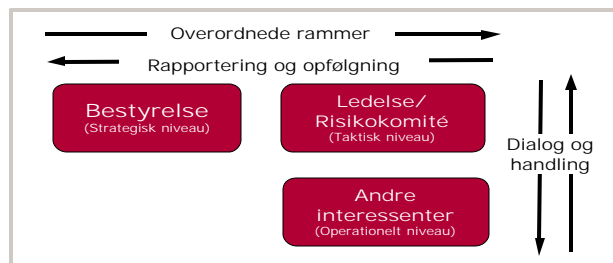 Overordnede rammer
Rapportering og opfølgning
Bestyrelse
(Strategisk niveau)
Ledelse/
Risikokomité
(Taktisk niveau)
Dialog og
handling
Andre
interessenter
(Operationelt niveau)